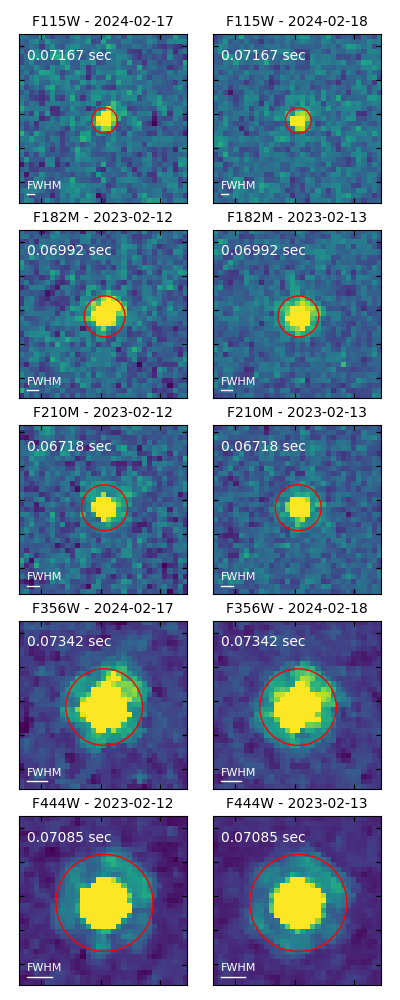 F115W - 2024-02-17
F115W - 2024-02-18
0.07167 sec
0.07167 sec
FWHM
FWHM
F182M - 2023-02-12
F182M - 2023-02-13
0.06992 sec
0.06992 sec
FWHM
FWHM
F210M - 2023-02-12
F210M - 2023-02-13
0.06718 sec
0.06718 sec
FWHM
FWHM
F356W - 2024-02-17
F356W - 2024-02-18
0.07342 sec
0.07342 sec
FWHM
FWHM
F444W - 2023-02-12
F444W - 2023-02-13
0.07085 sec
0.07085 sec
FWHM
FWHM